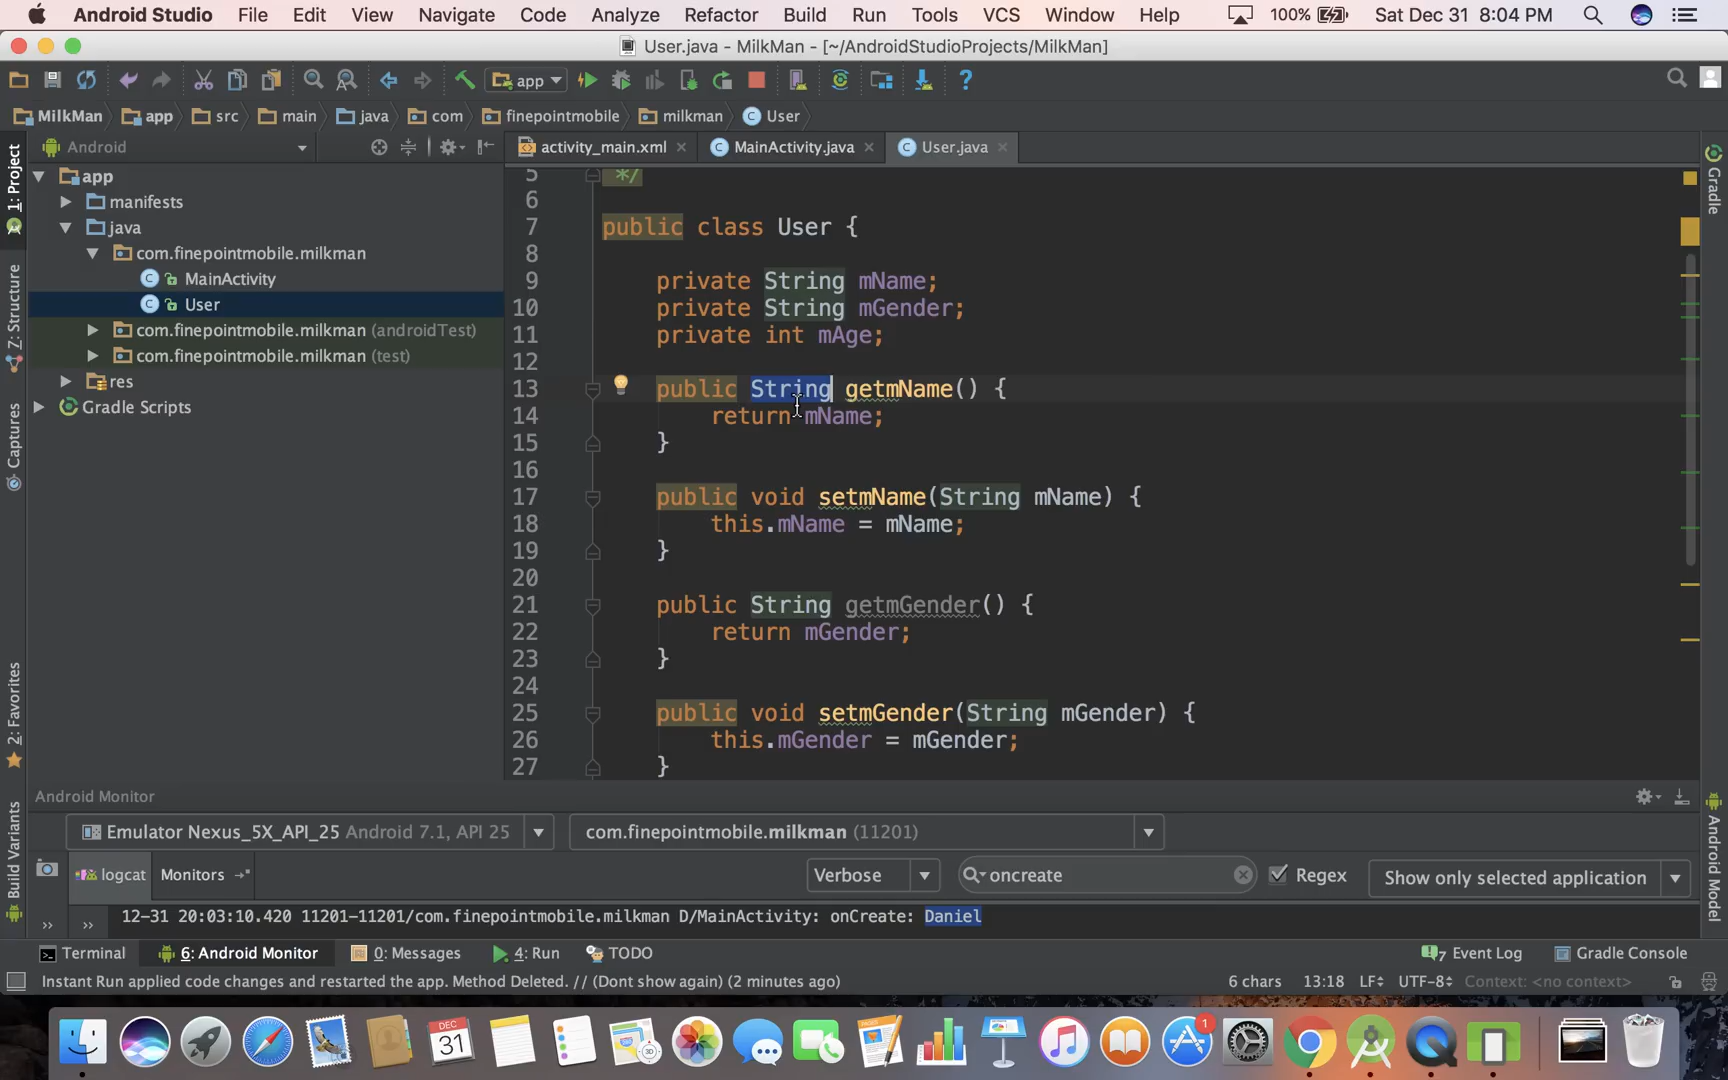 Android Studio File Edit View Navigate Code Analyze Refactor Build Run Tools VCS Window Help 100% Sat Dec 31 8:04 PM
User.java - MilkMan - [~/AndroidStudioProjects/MilkMan]
app
MilkMan app src main java com finepointmobile milkman User
Android
activity_main.xml MainActivity.java User.java
1: Project
Z: Structure
Captures
2: Favorites
Build Variants
app
manifests
java
com.finepointmobile.milkman
MainActivity
User
com.finepointmobile.milkman (androidTest)
com.finepointmobile.milkman (test)
res
Gradle Scripts
5 */
6
7 public class User {
8
9 private String mName;
10 private String mGender;
11 private int mAge;
12
13 public String getmName() {
14 return mName;
15 }
16
17 public void setmName(String mName) {
18 this.mName = mName;
19 }
20
21 public String getmGender() {
22 return mGender;
23 }
24
25 public void setmGender(String mGender) {
26 this.mGender = mGender;
27 }
Gradle
Android Model
Android Monitor
Emulator Nexus_5X_API_25 Android 7.1, API 25 com.finepointmobile.milkman (11201)
logcat Monitors Verbose oncreate Regex Show only selected application
12-31 20:03:10.420 11201-11201/com.finepointmobile.milkman D/MainActivity: onCreate: Daniel
Terminal 6: Android Monitor 0: Messages 4: Run TODO 7 Event Log Gradle Console
Instant Run applied code changes and restarted the app. Method Deleted. // (Dont show again) (2 minutes ago) 6 chars 13:18 LF UTF-8 Context: <no context>
DEC
31
3D
1